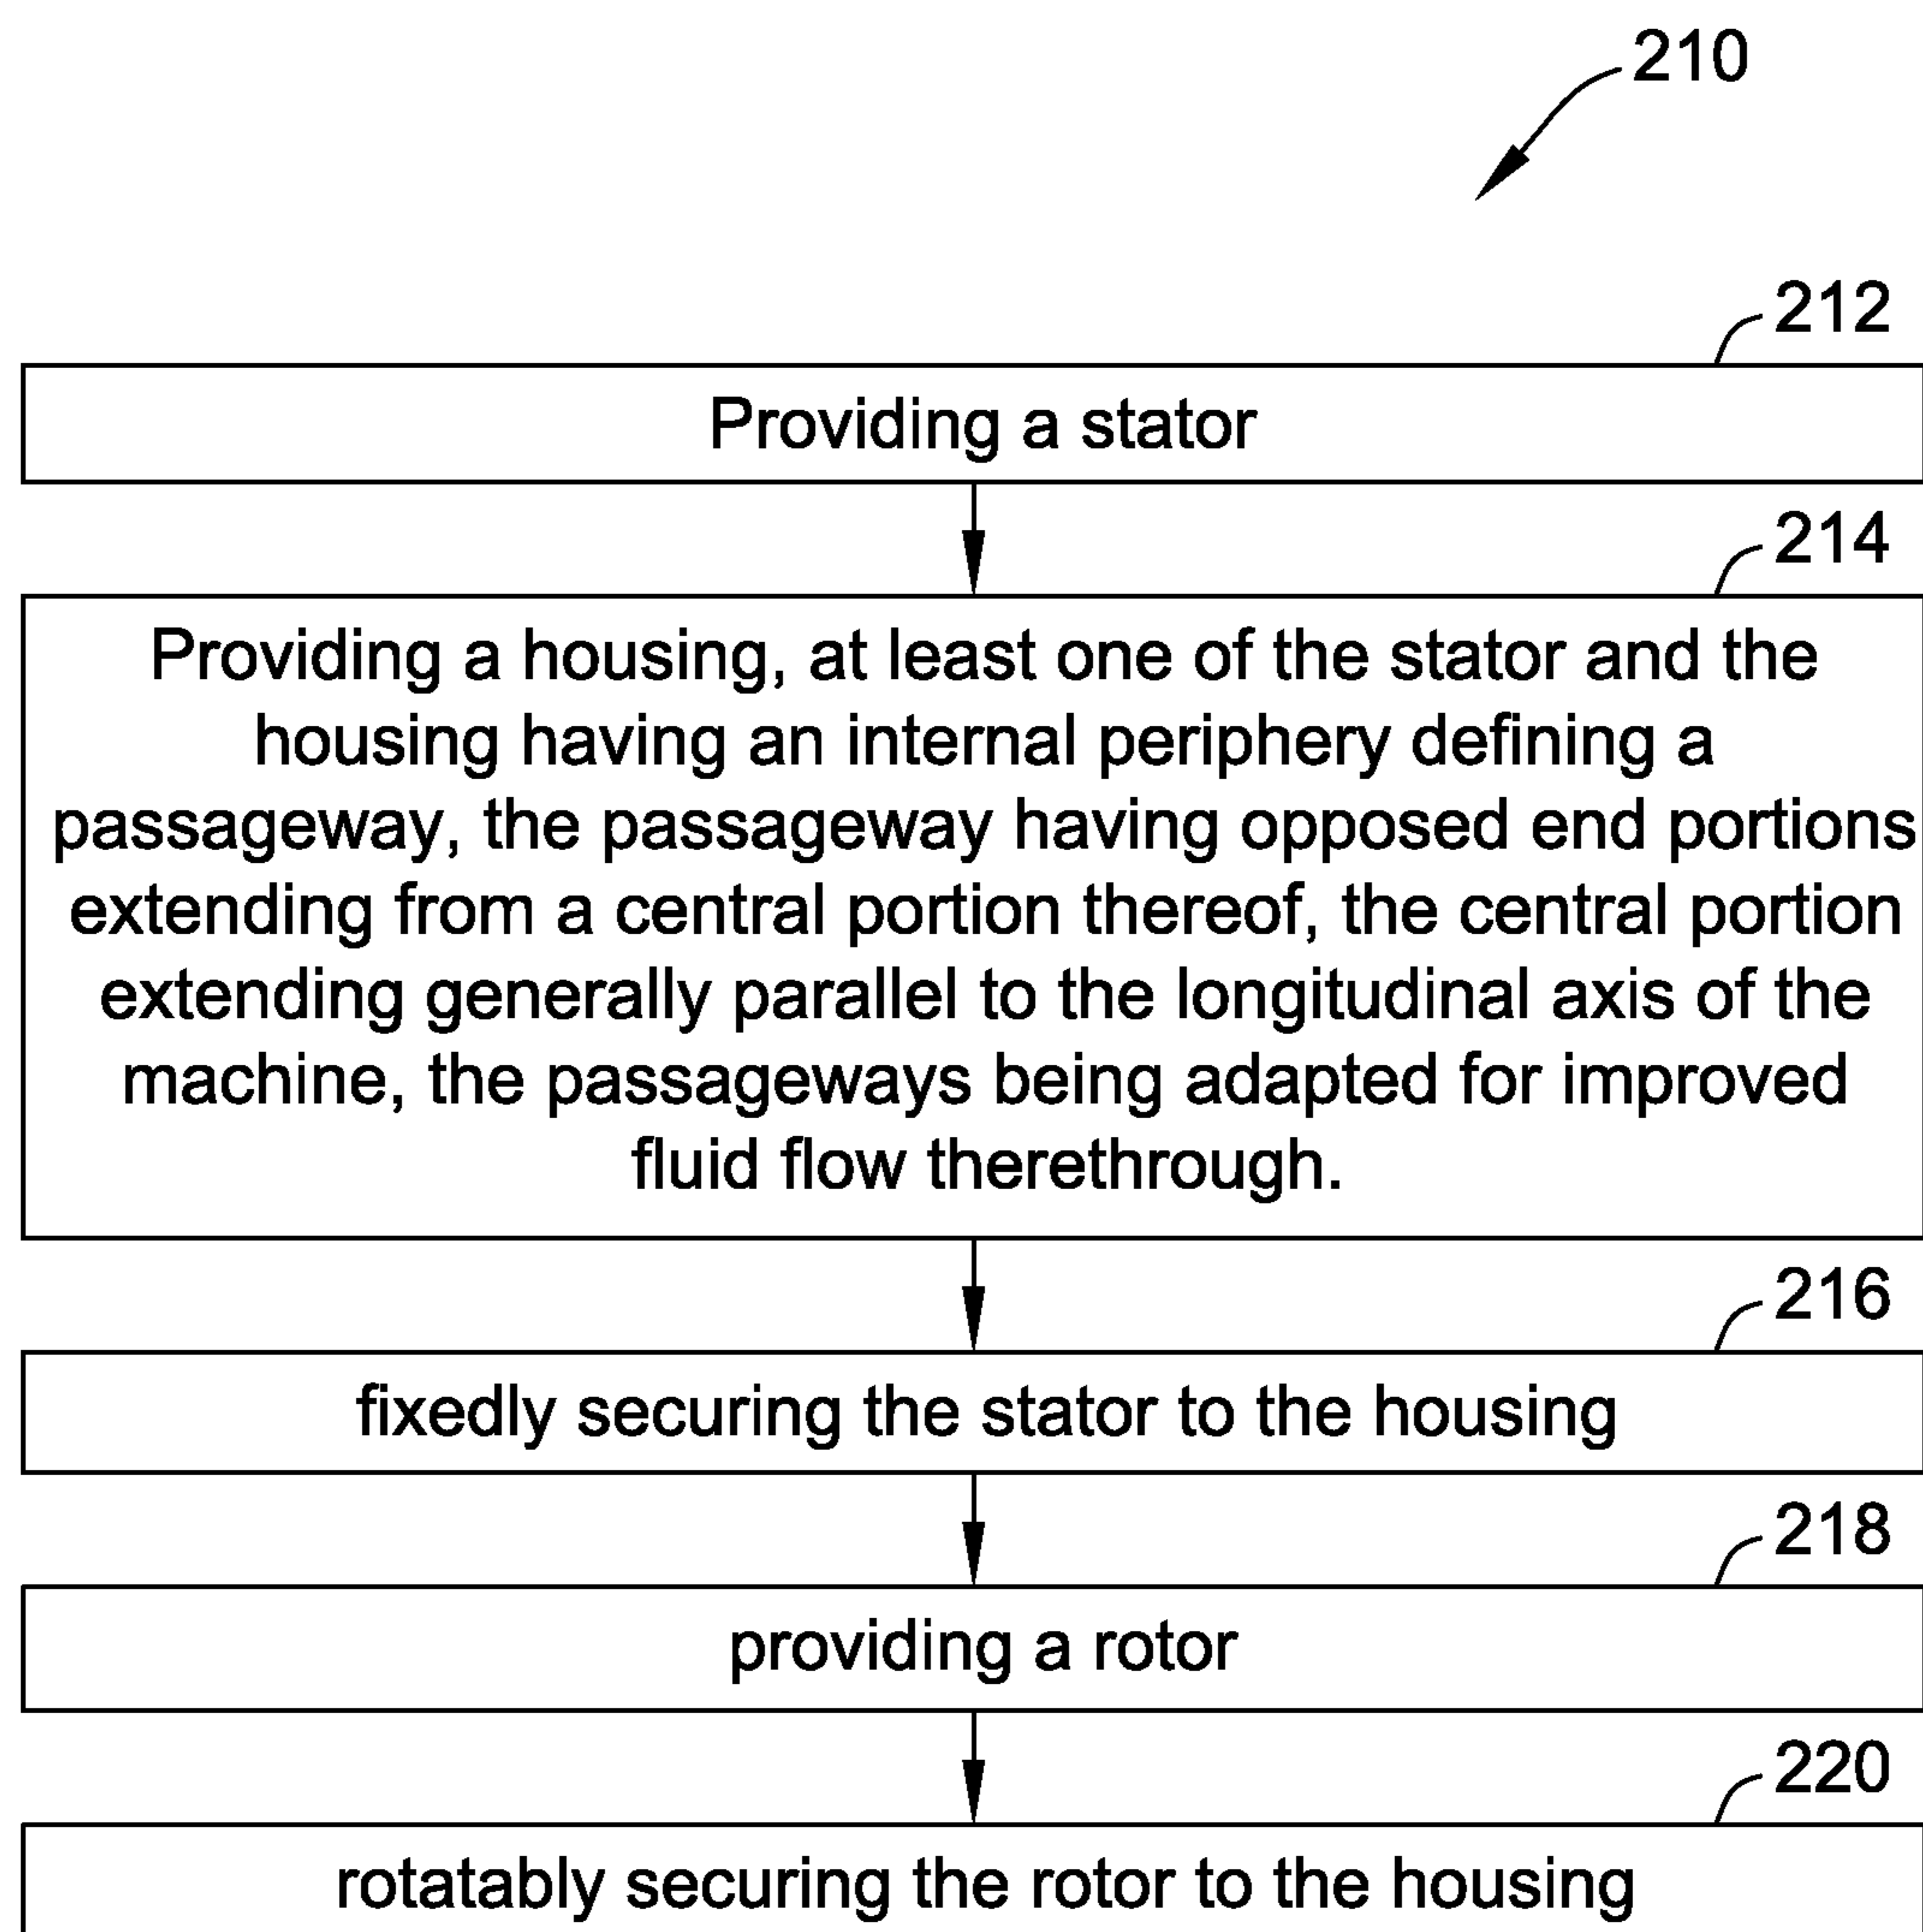 210
212
Providing a stator
214
Providing a housing, at least one of the stator and the
housing having an internal periphery defining a
passageway, the passageway having opposed end portions
extending from a central portion thereof, the central portion
extending generally parallel to the longitudinal axis of the
machine, the passageways being adapted for improved
fluid flow therethrough.
216
fixedly securing the stator to the housing
218
providing a rotor
220
rotatably securing the rotor to the housing